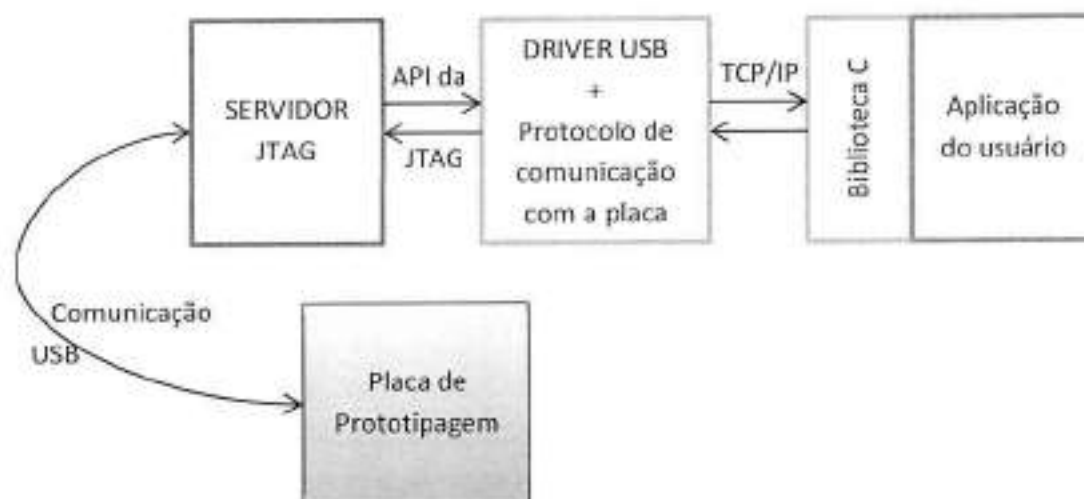 SERVIDOR
JTAG
API da
JTAG
DRIVER USB
+
Protocolo de
comunicação
com a placa
TCP/IP
Biblioteca C
Aplicação
do usuário
Comunicação
USB
Placa de
Prototipagem